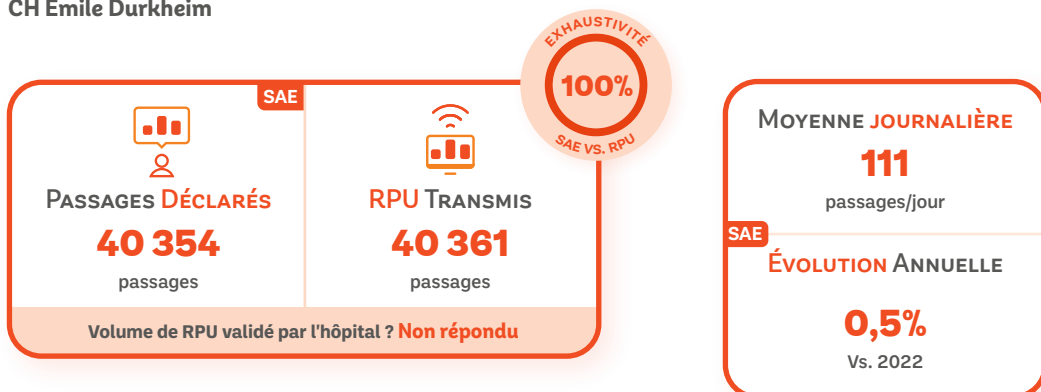 CH Emile Durkheim
EXHAUSTIVITÉ
100%
SAE VS. RPU
SAE
PASSAGES DÉCLARÉS
40 354
passages
RPU TRANSMIS
40 361
passages
Volume de RPU validé par l'hôpital ? Non répondu
MOYENNE JOURNALIÈRE
111
passages/jour
SAE
ÉVOLUTION ANNUELLE
0,5%
Vs. 2022